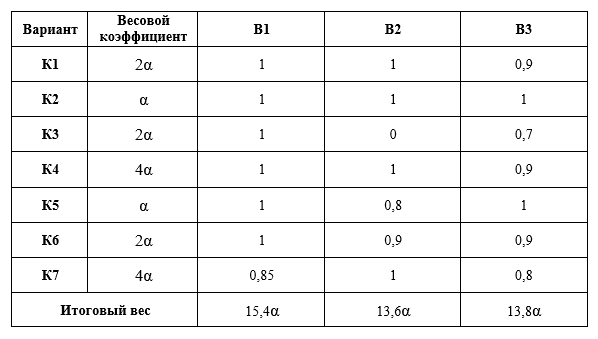 Вариант Весовой коэффициент В1 В2 В3
К1 2α 1 1 0,9
К2 α 1 1 1
К3 2α 1 0 0,7
К4 4α 1 1 0,9
К5 α 1 0,8 1
К6 2α 1 0,9 0,9
К7 4α 0,85 1 0,8
Итоговый вес 15,4α 13,6α 13,8α